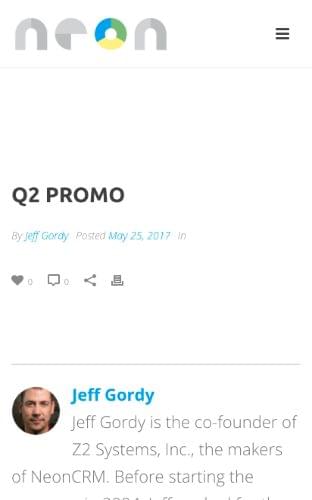 neon
Q2 PROMO
By Jeff Gordy Posted May 25, 2017 In
0 0
Jeff Gordy
Jeff Gordy is the co-founder of
Z2 Systems, Inc., the makers
of NeonCRM. Before starting the